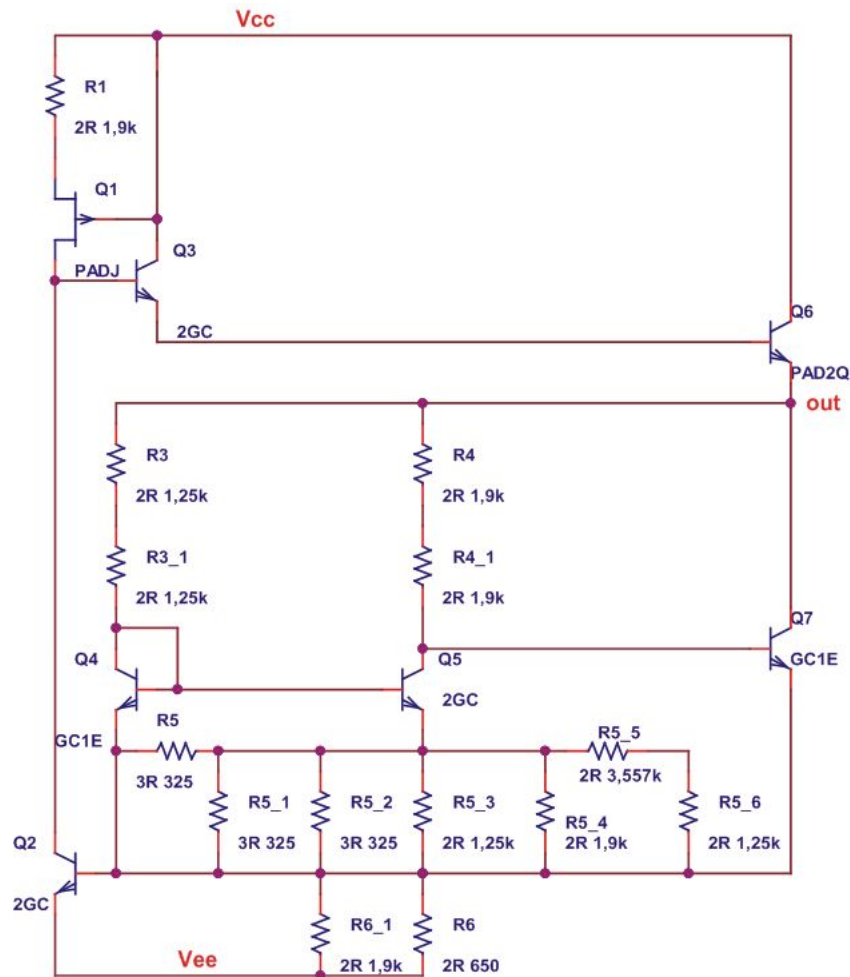 Vcc
R1
2R 1,9k
Q1
PADJ
Q3
2GC
Q6
PAD2Q
out
R3
2R 1,25k
R4
2R 1,9k
R3_1
2R 1,25k
R4_1
2R 1,9k
Q4
GC1E
Q5
2GC
Q7
GC1E
R5
3R 325
R5_5
2R 3,557k
R5_1
3R 325
R5_2
3R 325
R5_3
2R 1,25k
R5_4
2R 1,9k
R5_6
2R 1,25k
Q2
2GC
R6_1
2R 1,9k
R6
2R 650
Vee